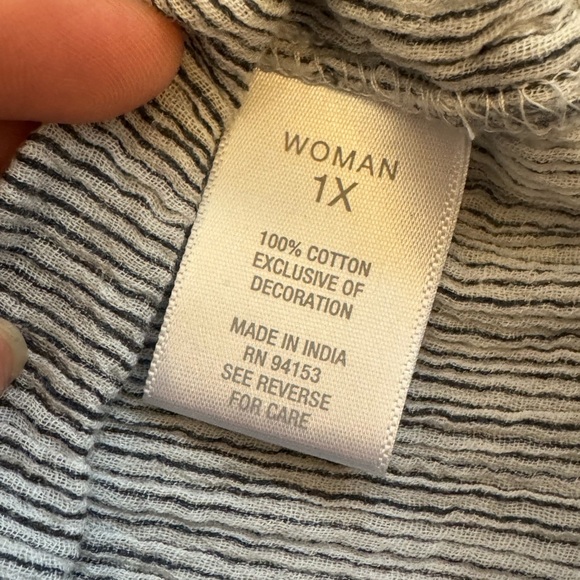 WOMAN
1X
100% COTTON
EXCLUSIVE OF
DECORATION
MADE IN INDIA
RN 94153
SEE REVERSE
FOR CARE